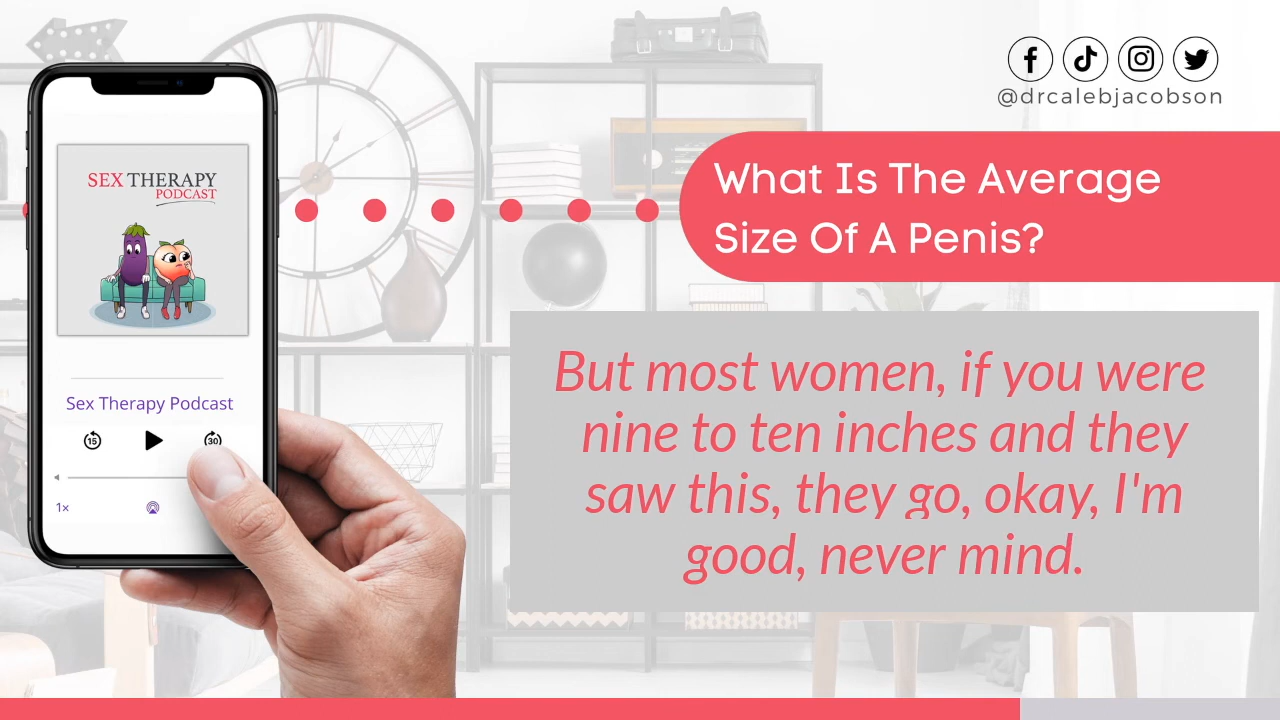 @drcalebjacobson
What Is The Average
Size Of A Penis?
SEX THERAPY
PODCAST
Sex Therapy Podcast
15
30
1×
But most women, if you were
nine to ten inches and they
saw this, they go, okay, I'm
good, never mind.